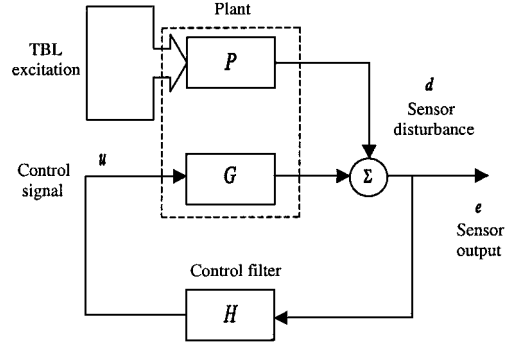 Plant
TBL
excitation
P
d
Sensor
disturbance
u
Control
signal
G
Σ
e
Sensor
output
Control filter
H